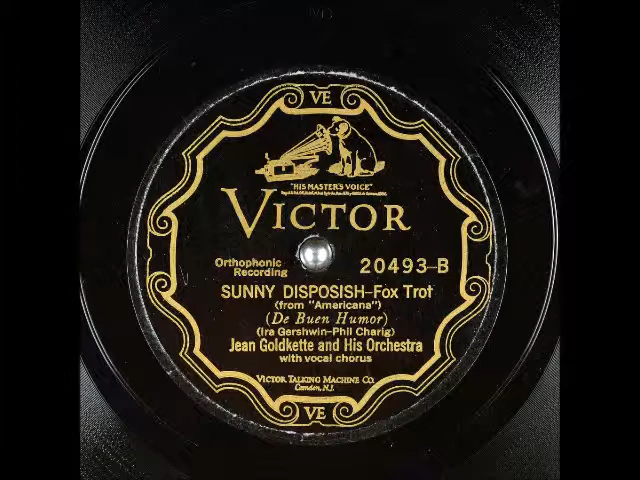 VE
"HIS MASTER'S VOICE"
VICTOR
Orthophonic
Recording
20493-B
SUNNY DISPOSISH-Fox Trot
(from "Americana")
(De Buen Humor)
(Ira Gershwin-Phil Charig)
Jean Goldkette and His Orchestra
with vocal chorus
VICTOR TALKING MACHINE CO.
Camden, N.J.
VE